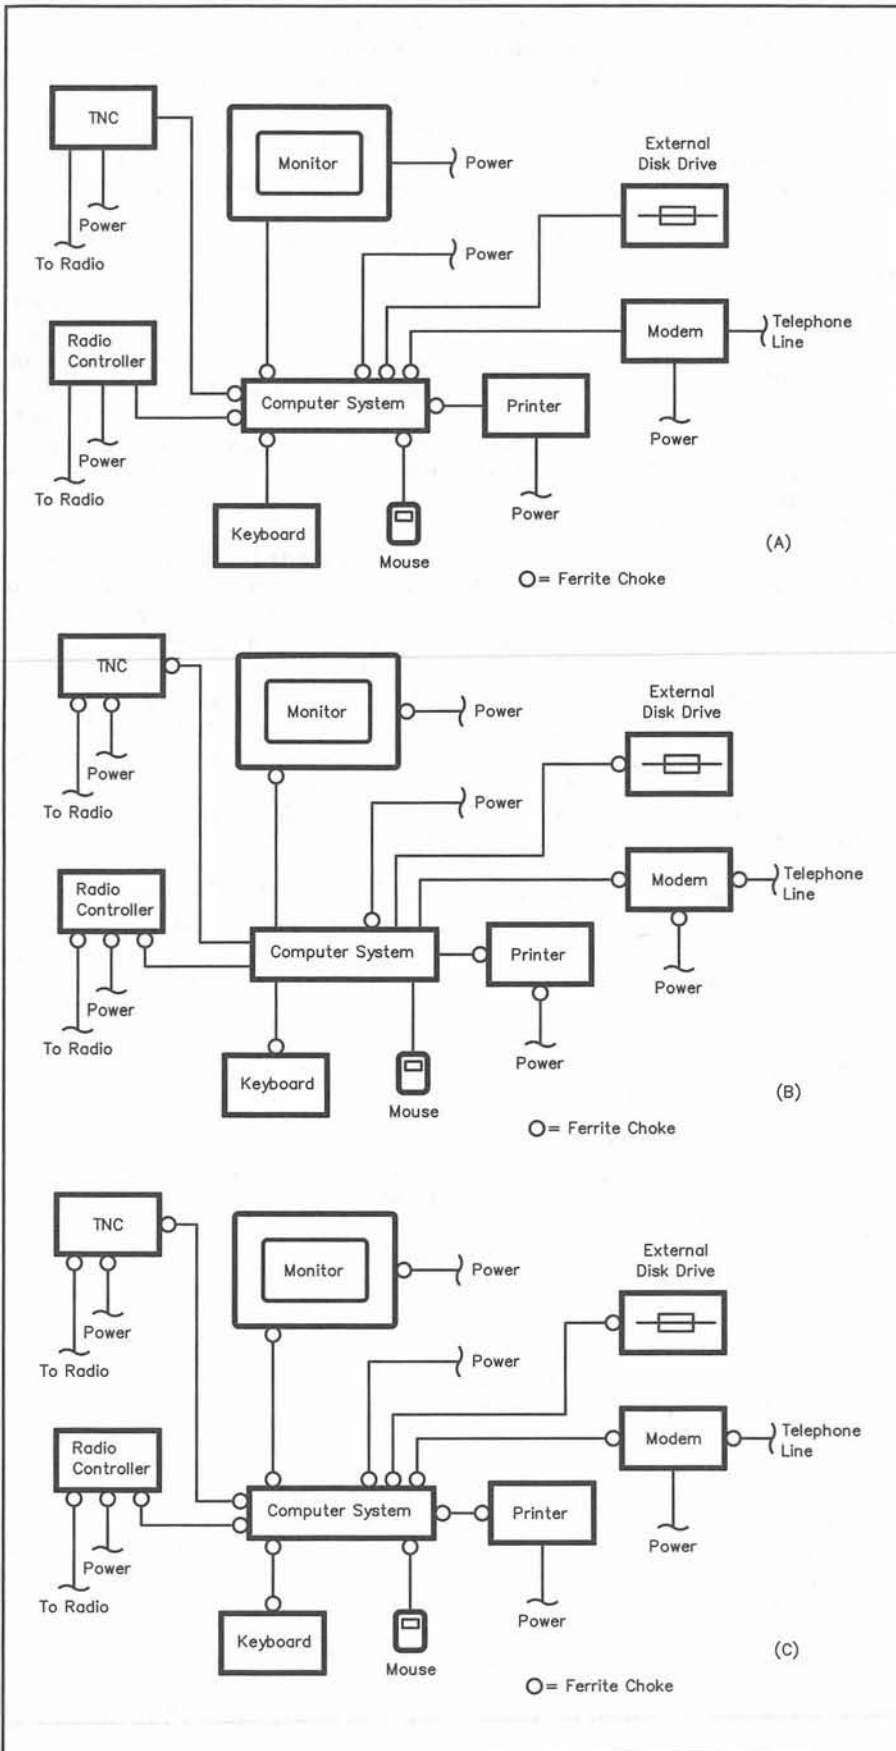 TNC
Monitor
Power
External
Disk Drive
Power
To Radio
Power
Radio
Controller
Modem
Telephone
Line
Computer System
Printer
Power
Power
To Radio
Power
Keyboard
Mouse
(A)
= Ferrite Choke
TNC
Monitor
Power
External
Disk Drive
Power
To Radio
Power
Radio
Controller
Modem
Telephone
Line
Computer System
Printer
Power
Power
To Radio
Power
Keyboard
Mouse
(B)
= Ferrite Choke
TNC
Monitor
Power
External
Disk Drive
Power
To Radio
Power
Radio
Controller
Modem
Telephone
Line
Computer System
Printer
Power
Power
To Radio
Power
Keyboard
Mouse
(C)
= Ferrite Choke